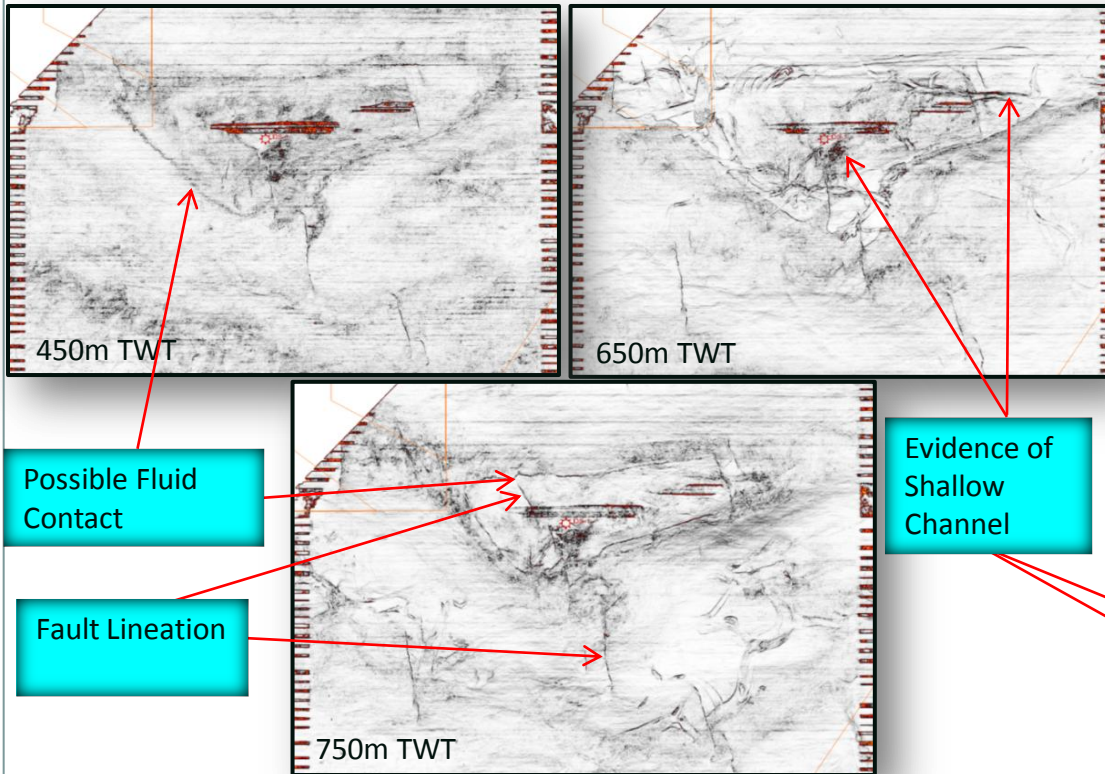 450m TWT
650m TWT
Possible Fluid
Contact
Evidence of
Shallow
Channel
Fault Lineation
750m TWT